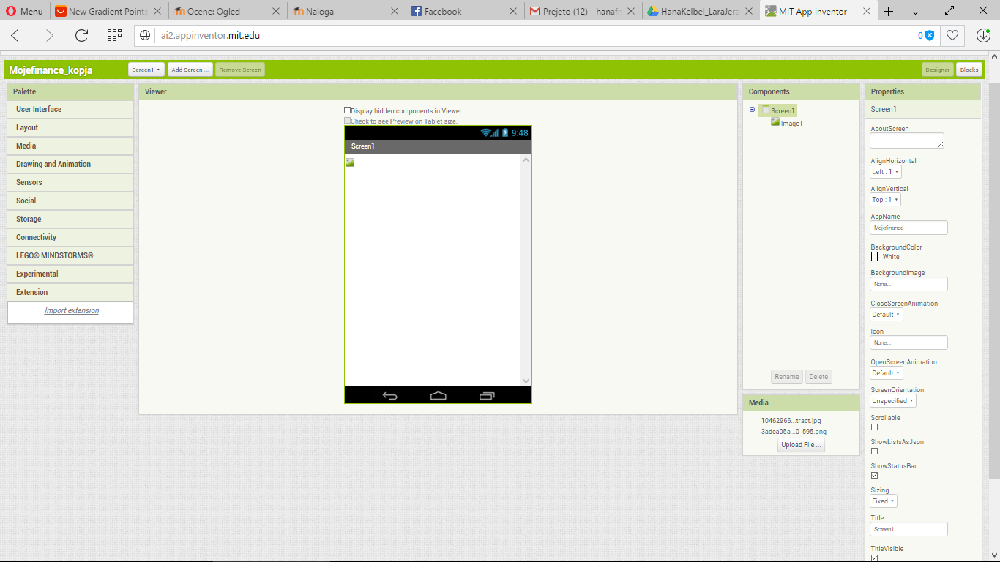 Menu
New Gradient Points
Ocene: Ogled
Naloga
Facebook
Prejeto (12) - hanafm
HanaKelbel_LaraJera
MIT App Inventor
ai2.appinventor.mit.edu
0
Mojefinance_kopja
Screen1
Add Screen ...
Remove Screen
Designer
Blocks
Palette
User Interface
Layout
Media
Drawing and Animation
Sensors
Social
Storage
Connectivity
LEGO® MINDSTORMS®
Experimental
Extension
Import extension
Viewer
Display hidden components in Viewer
Check to see Preview on Tablet size.
9:48
Screen1
Components
Screen1
Image1
Rename
Delete
Media
10462966...tract.jpg
3adca05a...0-595.png
Upload File ...
Properties
Screen1
AboutScreen
AlignHorizontal
Left : 1
AlignVertical
Top : 1
AppName
Mojefinance
BackgroundColor
White
BackgroundImage
None...
CloseScreenAnimation
Default
Icon
None...
OpenScreenAnimation
Default
ScreenOrientation
Unspecified
Scrollable
ShowListsAsJson
ShowStatusBar
Sizing
Fixed
Title
Screen1
TitleVisible